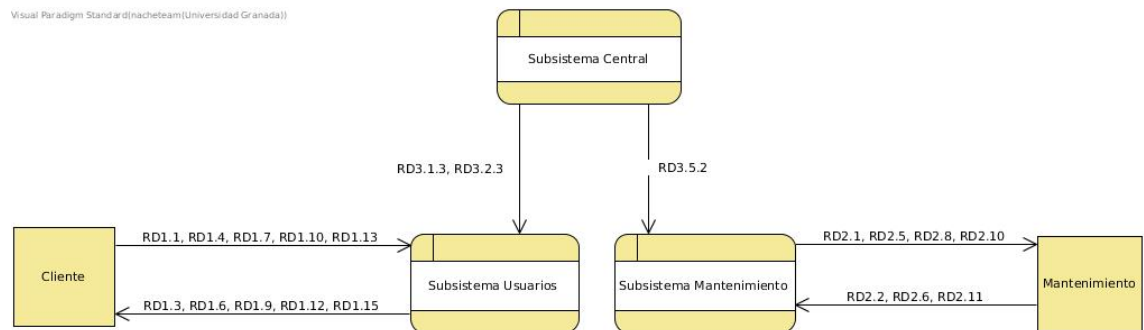 Visual Paradigm Standard(nacheteam(Universidad Granada))
Subsistema Central
RD3.1.3, RD3.2.3
RD3.5.2
RD1.1, RD1.4, RD1.7, RD1.10, RD1.13
RD2.1, RD2.5, RD2.8, RD2.10
Cliente
Subsistema Usuarios
Subsistema Mantenimiento
Mantenimiento
RD1.3, RD1.6, RD1.9, RD1.12, RD1.15
RD2.2, RD2.6, RD2.11